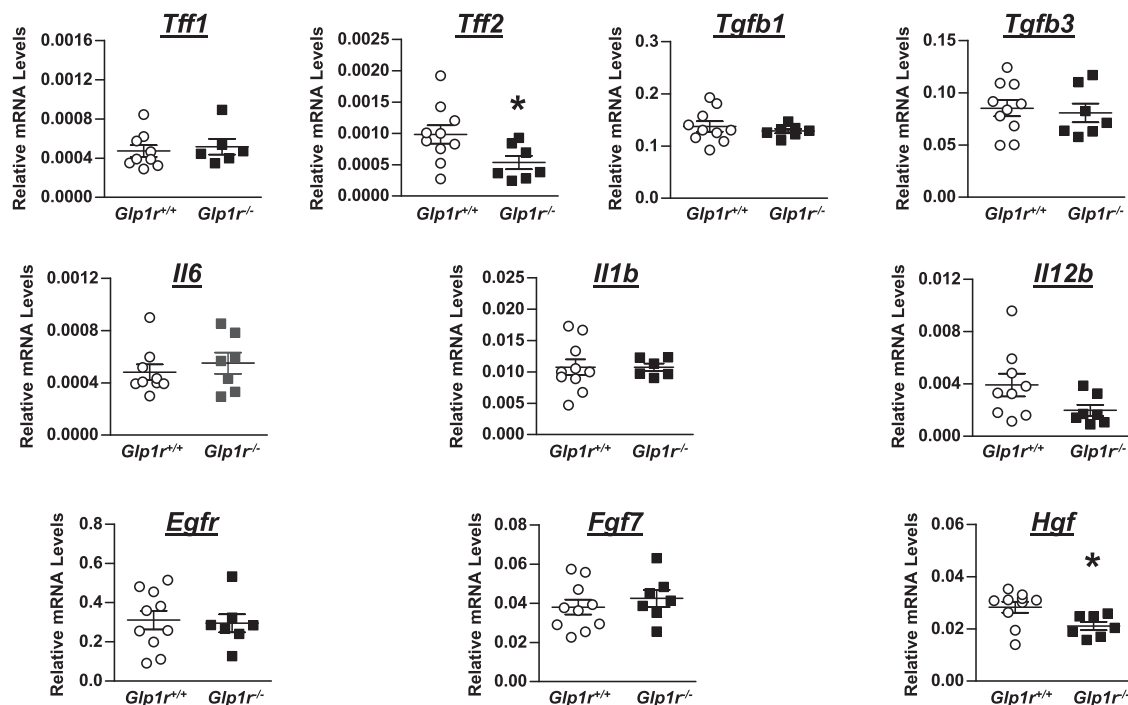 Tff1
Relative mRNA Levels
0.0016
0.0012
0.0008
0.0004
0.0000
Glp1r+/+ Glp1r-/-
Tff2
Relative mRNA Levels
0.0025
0.0020
0.0015
0.0010
0.0005
0.0000
*
Glp1r+/+ Glp1r-/-
Tgfb1
Relative mRNA Levels
0.3
0.2
0.1
0.0
Glp1r+/+ Glp1r-/-
Tgfb3
Relative mRNA Levels
0.15
0.10
0.05
0.00
Glp1r+/+ Glp1r-/-
Il6
Relative mRNA Levels
0.0012
0.0008
0.0004
0.0000
Glp1r+/+ Glp1r-/-
Il1b
Relative mRNA Levels
0.025
0.020
0.015
0.010
0.005
0.000
Glp1r+/+ Glp1r-/-
Il12b
Relative mRNA Levels
0.012
0.008
0.004
0.000
Glp1r+/+ Glp1r-/-
Egfr
Relative mRNA Levels
0.8
0.6
0.4
0.2
0.0
Glp1r+/+ Glp1r-/-
Fgf7
Relative mRNA Levels
0.08
0.06
0.04
0.02
0.00
Glp1r+/+ Glp1r-/-
Hgf
Relative mRNA Levels
0.06
0.04
0.02
0.00
*
Glp1r+/+ Glp1r-/-